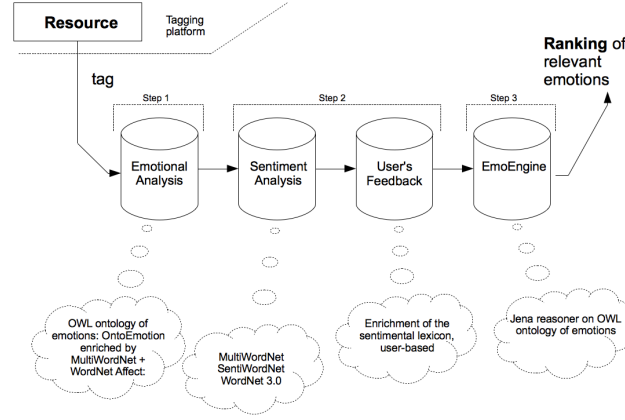 Resource
Tagging
platform
Ranking of
relevant
emotions
tag
Step 1
Step 2
Step 3
Emotional
Analysis
Sentiment
Analysis
User's
Feedback
EmoEngine
OWL ontology of
emotions: OntoEmotion
enriched by
MultiWordNet +
WordNet Affect:
MultiWordNet
SentiWordNet
WordNet 3.0
Enrichment of the
sentimental lexicon,
user-based
Jena reasoner on OWL
ontology of emotions